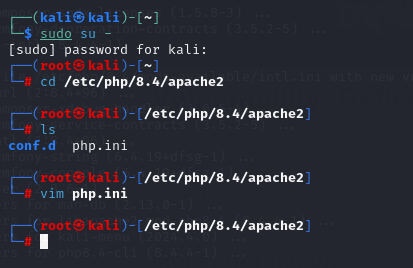 ┌──(kali㉿kali)-[~]
└─$ sudo su -
[sudo] password for kali:
┌──(root㉿kali)-[~]
└─# cd /etc/php/8.4/apache2
┌──(root㉿kali)-[/etc/php/8.4/apache2]
└─# ls
conf.d  php.ini
┌──(root㉿kali)-[/etc/php/8.4/apache2]
└─# vim php.ini
┌──(root㉿kali)-[/etc/php/8.4/apache2]
└─#